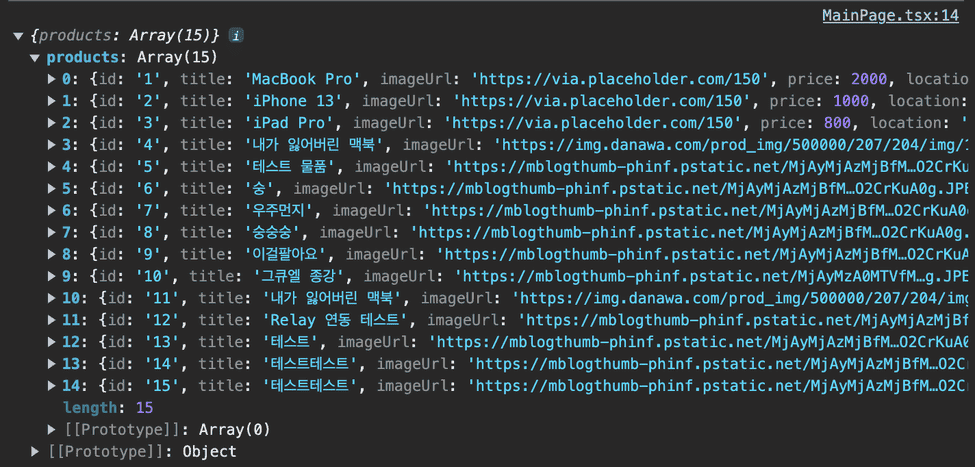 MainPage.tsx:14
{products: Array(15)} i
products: Array(15)
0: {id: '1', title: 'MacBook Pro', imageUrl: 'https://via.placeholder.com/150', price: 2000, locatio
1: {id: '2', title: 'iPhone 13', imageUrl: 'https://via.placeholder.com/150', price: 1000, location:
2: {id: '3', title: 'iPad Pro', imageUrl: 'https://via.placeholder.com/150', price: 800, location: '
3: {id: '4', title: '내가 잃어버린 맥북', imageUrl: 'https://img.danawa.com/prod_img/500000/207/204/img/1
4: {id: '5', title: '테스트 물품', imageUrl: 'https://mblogthumb-phinf.pstatic.net/MjAyMjAzMjBfM…O2CrKu
5: {id: '6', title: '숭', imageUrl: 'https://mblogthumb-phinf.pstatic.net/MjAyMjAzMjBfM…O2CrKuA0g.JPE
6: {id: '7', title: '우주먼지', imageUrl: 'https://mblogthumb-phinf.pstatic.net/MjAyMjAzMjBfM…O2CrKuA0g
7: {id: '8', title: '숭숭숭', imageUrl: 'https://mblogthumb-phinf.pstatic.net/MjAyMjAzMjBfM…O2CrKuA0g.
8: {id: '9', title: '이걸팔아요', imageUrl: 'https://mblogthumb-phinf.pstatic.net/MjAyMjAzMjBfM…O2CrKuA0
9: {id: '10', title: '그큐엘 종강', imageUrl: 'https://mblogthumb-phinf.pstatic.net/MjAyMzA0MTVfM…g.JPE
10: {id: '11', title: '내가 잃어버린 맥북', imageUrl: 'https://img.danawa.com/prod_img/500000/207/204/img/
11: {id: '12', title: 'Relay 연동 테스트', imageUrl: 'https://mblogthumb-phinf.pstatic.net/MjAyMjAzMjBf
12: {id: '13', title: '테스트', imageUrl: 'https://mblogthumb-phinf.pstatic.net/MjAyMjAzMjBfM…O2CrKuA0
13: {id: '14', title: '테스트테스트', imageUrl: 'https://mblogthumb-phinf.pstatic.net/MjAyMjAzMjBfM…O2C
14: {id: '15', title: '테스트테스트', imageUrl: 'https://mblogthumb-phinf.pstatic.net/MjAyMjAzMjBfM…O2C
length: 15
[[Prototype]]: Array(0)
[[Prototype]]: Object